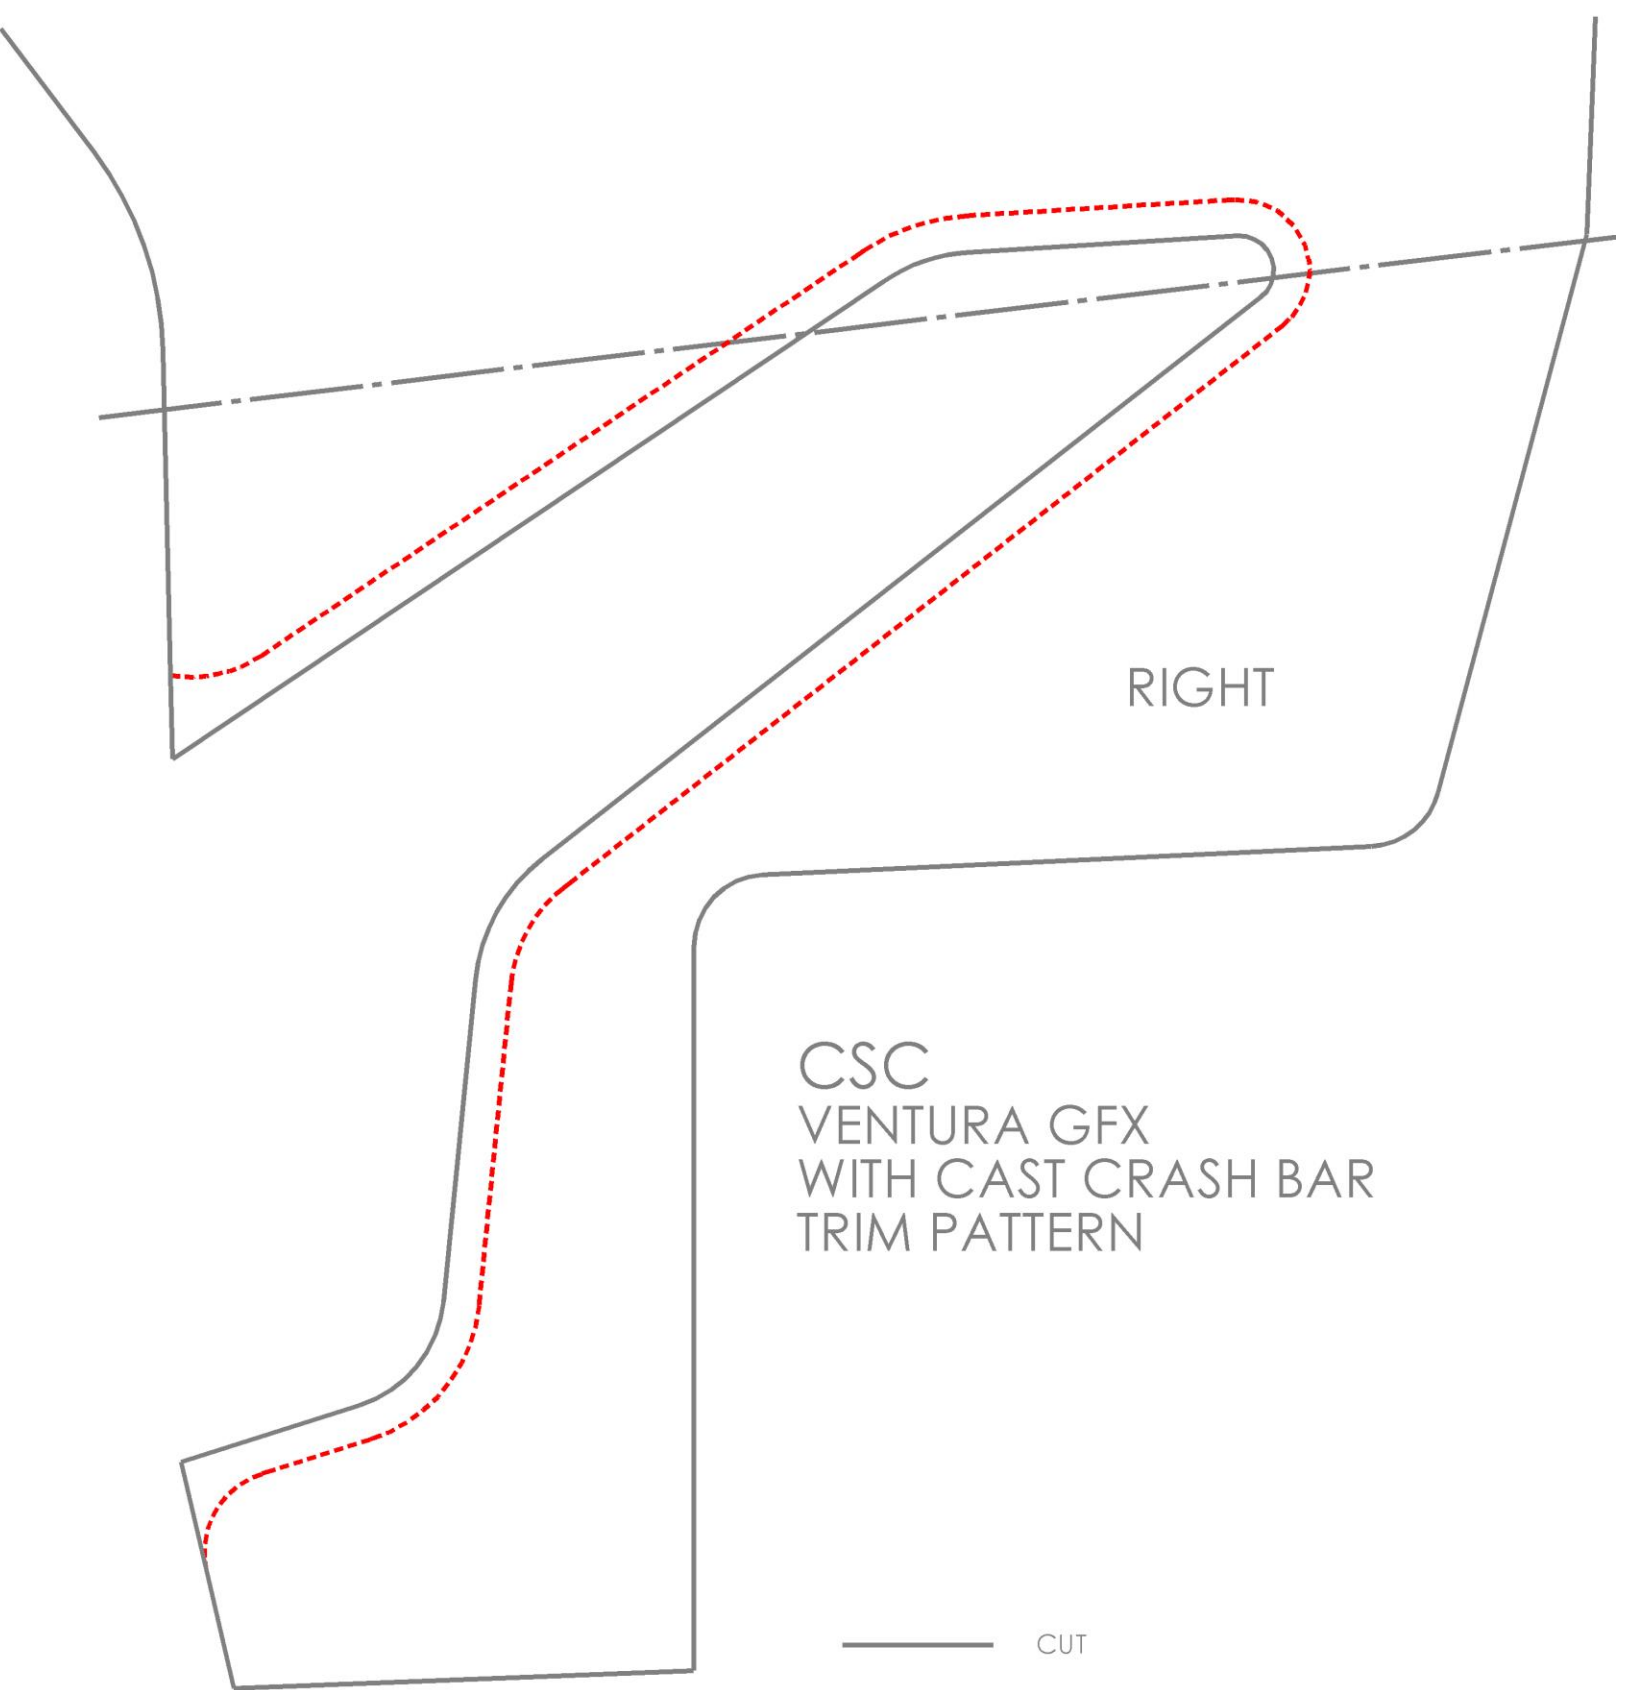 RIGHT
CSC
VENTURA GFX
WITH CAST CRASH BAR
TRIM PATTERN
CUT